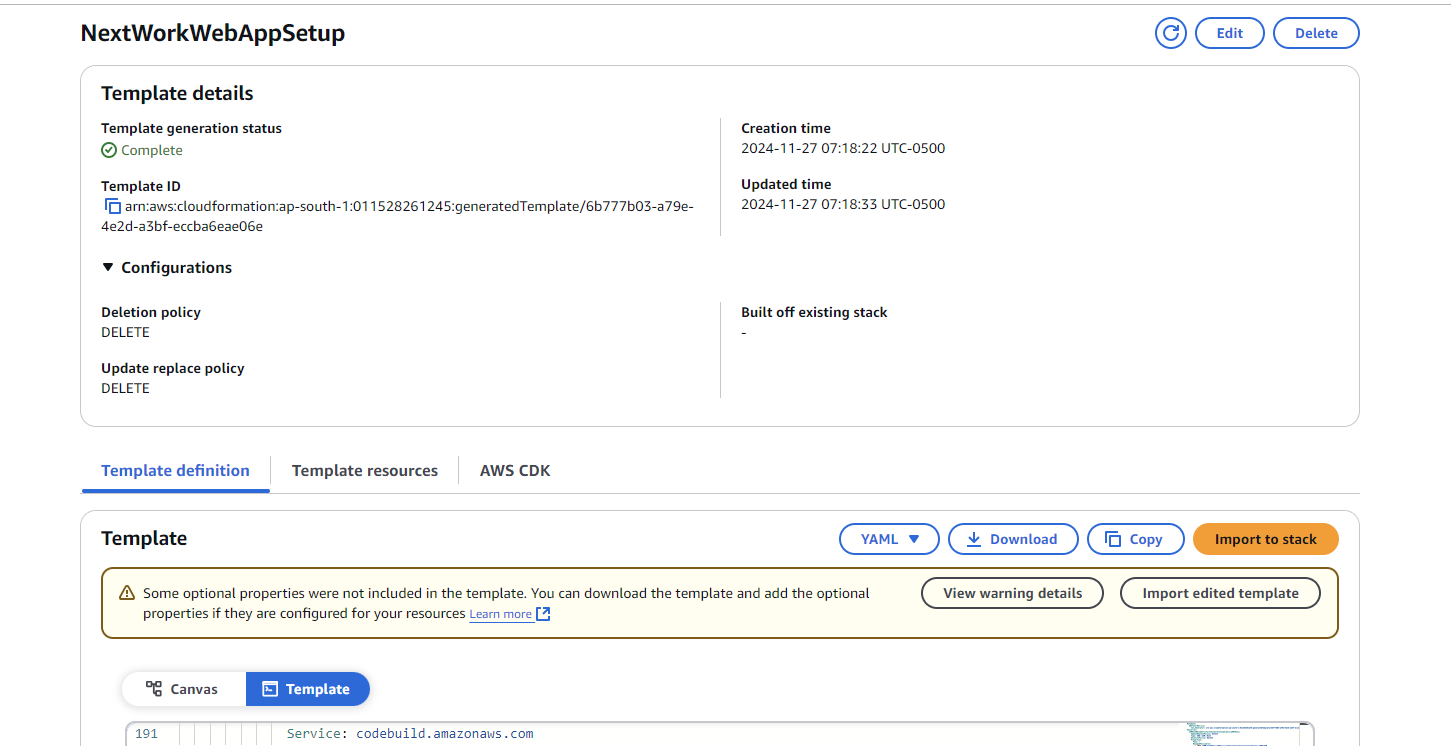 NextWorkWebAppSetup
Edit
Delete
Template details
Template generation status
Complete
Template ID
arn:aws:cloudformation:ap-south-1:011528261245:generatedTemplate/6b777b03-a79e-
4e2d-a3bf-eccba6eae06e
Creation time
2024-11-27 07:18:22 UTC-0500
Updated time
2024-11-27 07:18:33 UTC-0500
Configurations
Deletion policy
DELETE
Update replace policy
DELETE
Built off existing stack
-
Template definition
Template resources
AWS CDK
Template
YAML
Download
Copy
Import to stack
Some optional properties were not included in the template. You can download the template and add the optional
properties if they are configured for your resources Learn more
View warning details
Import edited template
Canvas
Template
191 Service: codebuild.amazonaws.com